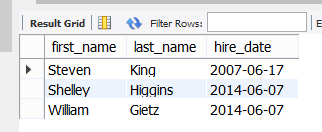 Result Grid Filter Rows:
first_name last_name hire_date
Steven King 2007-06-17
Shelley Higgins 2014-06-07
William Gietz 2014-06-07